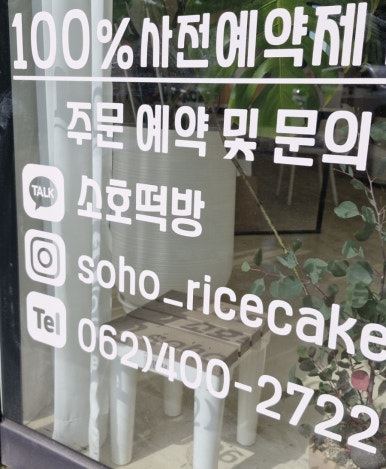 100%사전예약제
주문 예약 및 문의
TALK 소호떡방
soho_ricecake
Tel 062)400-2722